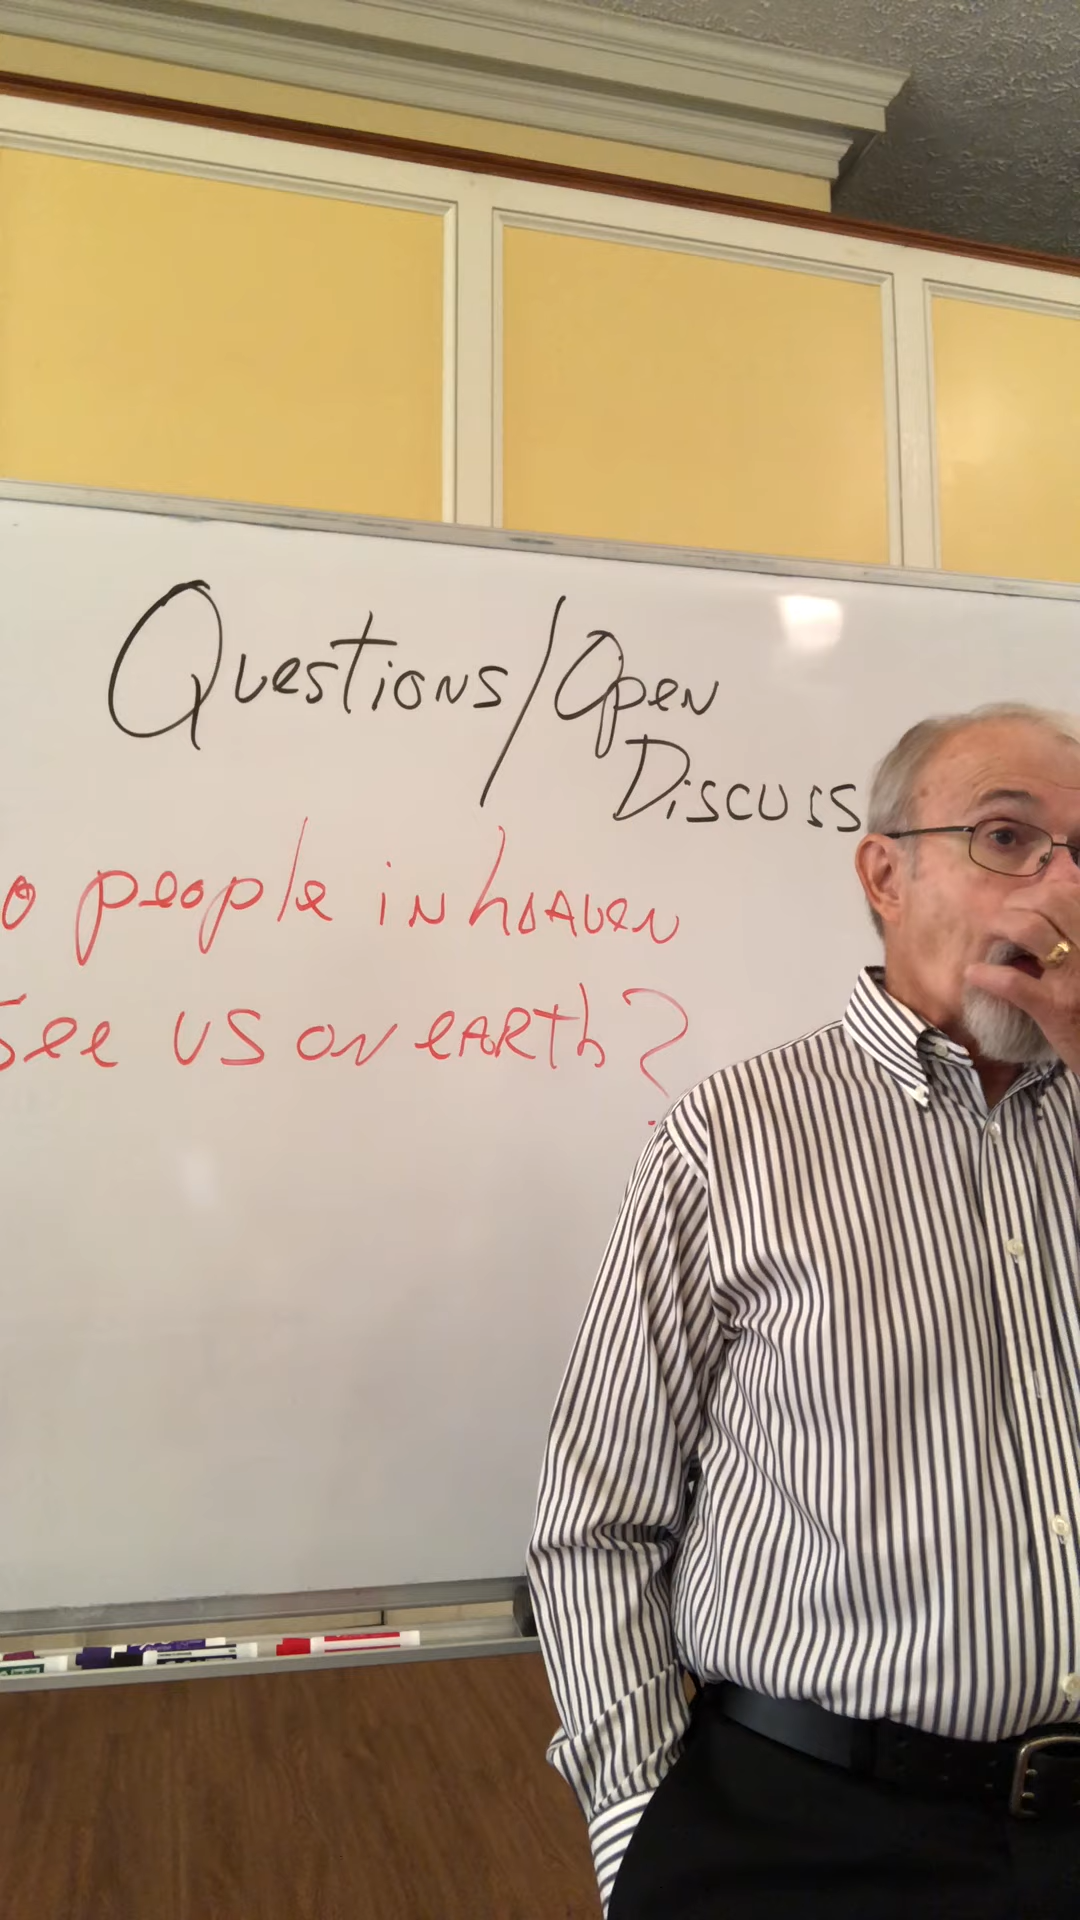 Questions/Open
Discuss
o people in heaven
See us on earth?